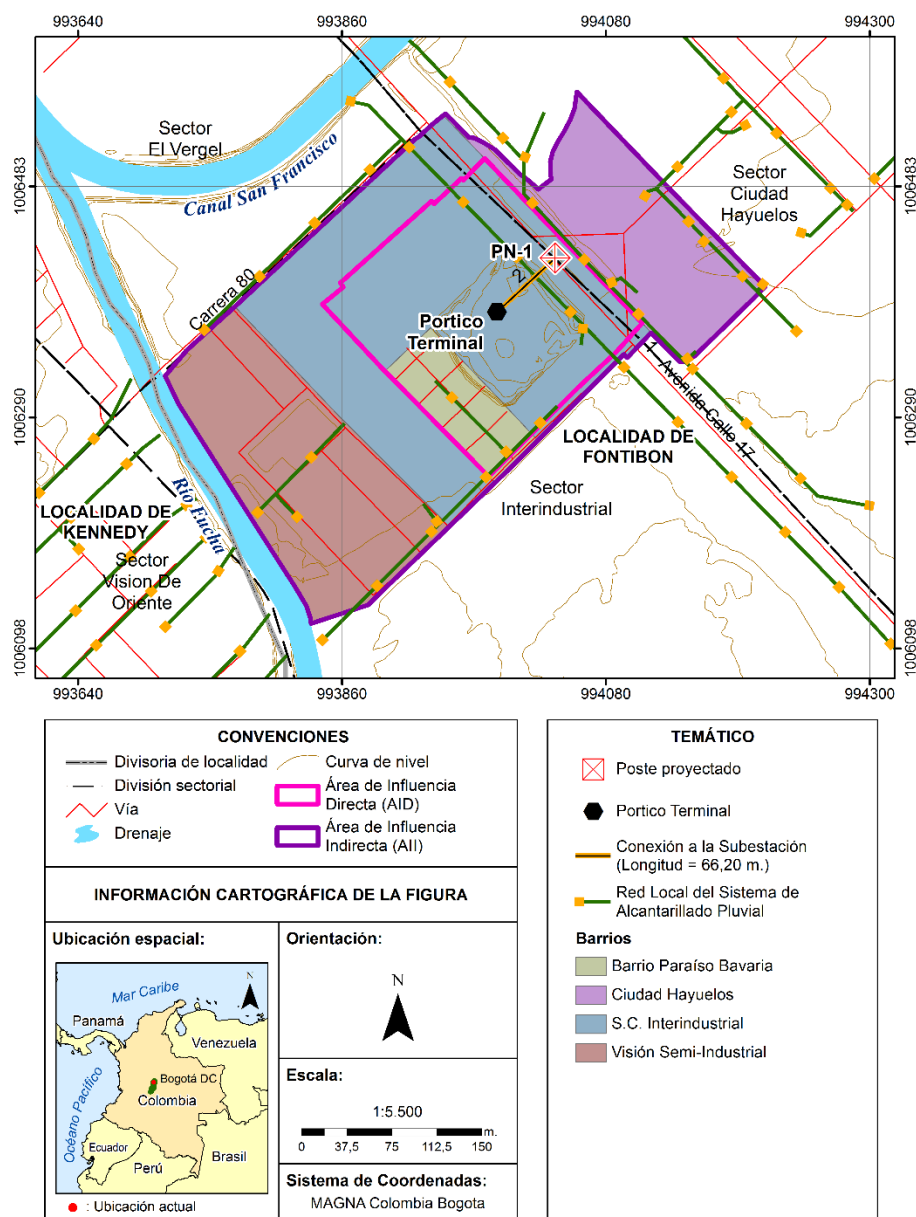 993640
993860
994080
994300
1006483
1006483
Sector
El Vergel
Canal San Francisco
Sector
Ciudad
Hayuelos
PN-1
2
Carrera 80
Portico
Terminal
1
Avenida Calle 17
1006290
1006290
LOCALIDAD DE
FONTIBON
Sector
Interindustrial
LOCALIDAD DE
KENNEDY
Río Fucha
Sector
Vision De
Oriente
1006098
1006098
993640
993860
994080
994300
CONVENCIONES
Divisoria de localidad
División sectorial
Vía
Drenaje
Curva de nivel
Área de Influencia
Directa (AID)
Área de Influencia
Indirecta (AII)
INFORMACIÓN CARTOGRÁFICA DE LA FIGURA
Ubicación espacial:
N
Mar Caribe
Panamá
Venezuela
Bogotá DC
Colombia
Océano Pacífico
Ecuador
Perú
Brasil
: Ubicación actual
Orientación:
N
Escala:
1:5.500
0 37,5 75 112,5 150 m.
Sistema de Coordenadas:
MAGNA Colombia Bogota
TEMÁTICO
Poste proyectado
Portico Terminal
Conexión a la Subestación
(Longitud = 66,20 m.)
Red Local del Sistema de
Alcantarillado Pluvial
Barrios
Barrio Paraíso Bavaria
Ciudad Hayuelos
S.C. Interindustrial
Visión Semi-Industrial